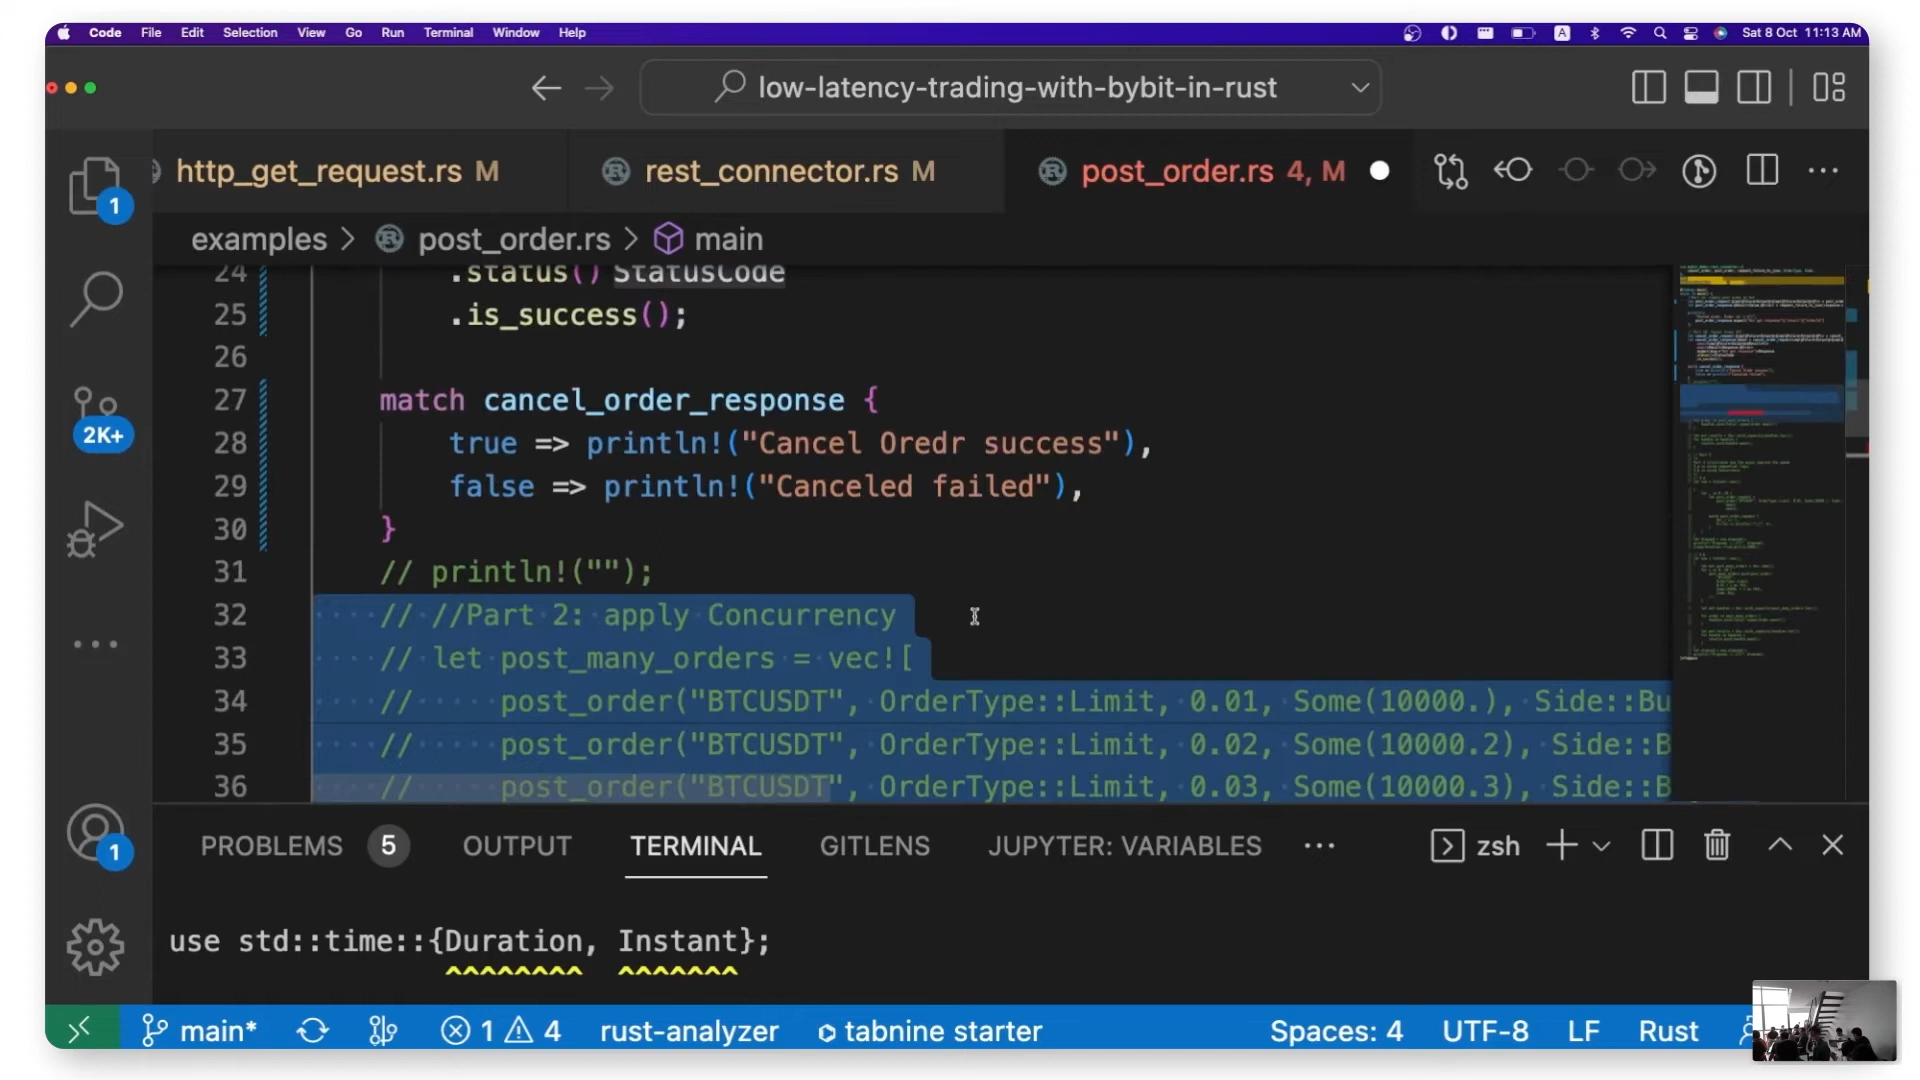 Code File Edit Selection View Go Run Terminal Window Help A Sat 8 Oct 11:13 AM
low-latency-trading-with-bybit-in-rust
http_get_request.rs M rest_connector.rs M post_order.rs 4, M
examples > post_order.rs > main
24 .status() StatusCode
25 .is_success();
26
27 match cancel_order_response {
28 true => println!("Cancel Oredr success"),
29 false => println!("Canceled failed"),
30 }
31 // println!("");
32 // //Part 2: apply Concurrency
33 // let post_many_orders = vec![
34 // post_order("BTCUSDT", OrderType::Limit, 0.01, Some(10000.), Side::Bu
35 // post_order("BTCUSDT", OrderType::Limit, 0.02, Some(10000.2), Side::B
36 // post_order("BTCUSDT", OrderType::Limit, 0.03, Some(10000.3), Side::B
1
2K+
1
PROBLEMS 5 OUTPUT TERMINAL GITLENS JUPYTER: VARIABLES ... zsh
use std::time::{Duration, Instant};
^^^^^^^^ ^^^^^^^
main* 1 4 rust-analyzer tabnine starter Spaces: 4 UTF-8 LF Rust